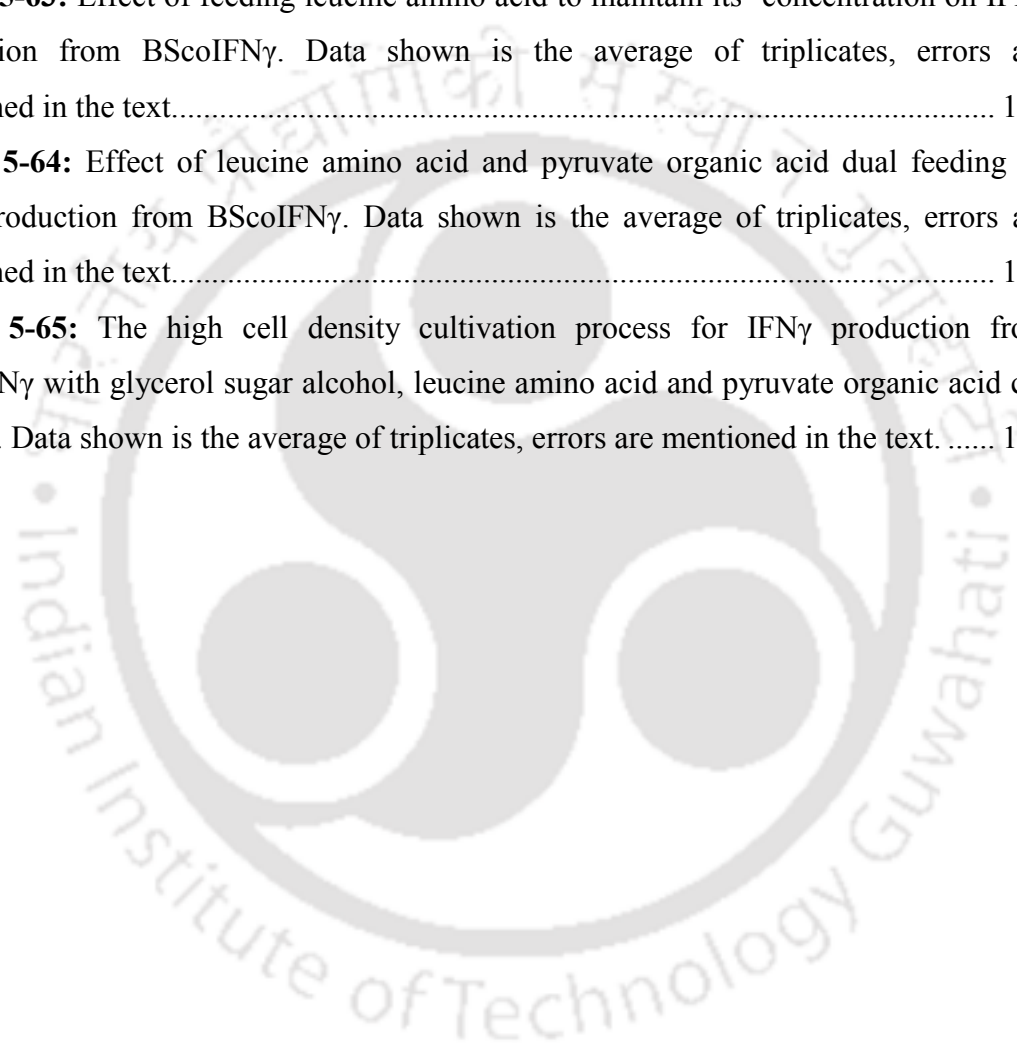 5-63: Effect of feeding leucine amino acid to maintain its concentration on IF
ion from BScoIFNγ. Data shown is the average of triplicates, errors a
ned in the text. 1
5-64: Effect of leucine amino acid and pyruvate organic acid dual feeding
roduction from BScoIFNγ. Data shown is the average of triplicates, errors a
ned in the text. 1
5-65: The high cell density cultivation process for IFNγ production fro
Nγ with glycerol sugar alcohol, leucine amino acid and pyruvate organic acid c
. Data shown is the average of triplicates, errors are mentioned in the text. ...... 1
Indian Institute of Technology Guwahati